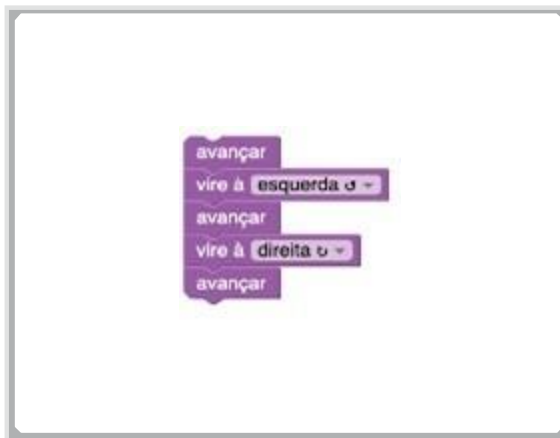 avançar
vire à esquerda ↺
avançar
vire à direita ↻
avançar